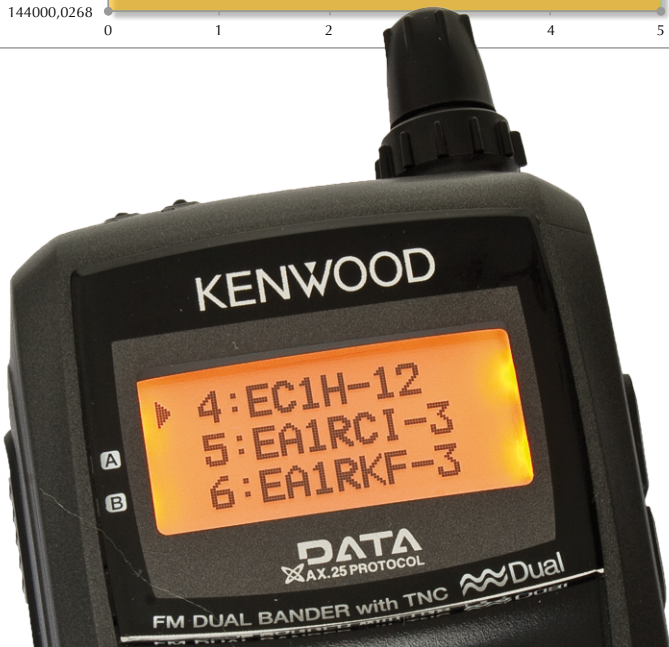 144000,0268
0 1 2 4 5
KENWOOD
4:EC1H-12
5:EA1RCI-3
6:EA1RKF-3
A
B
DATA
AX.25 PROTOCOL
Dual
FM DUAL BANDER with TNC